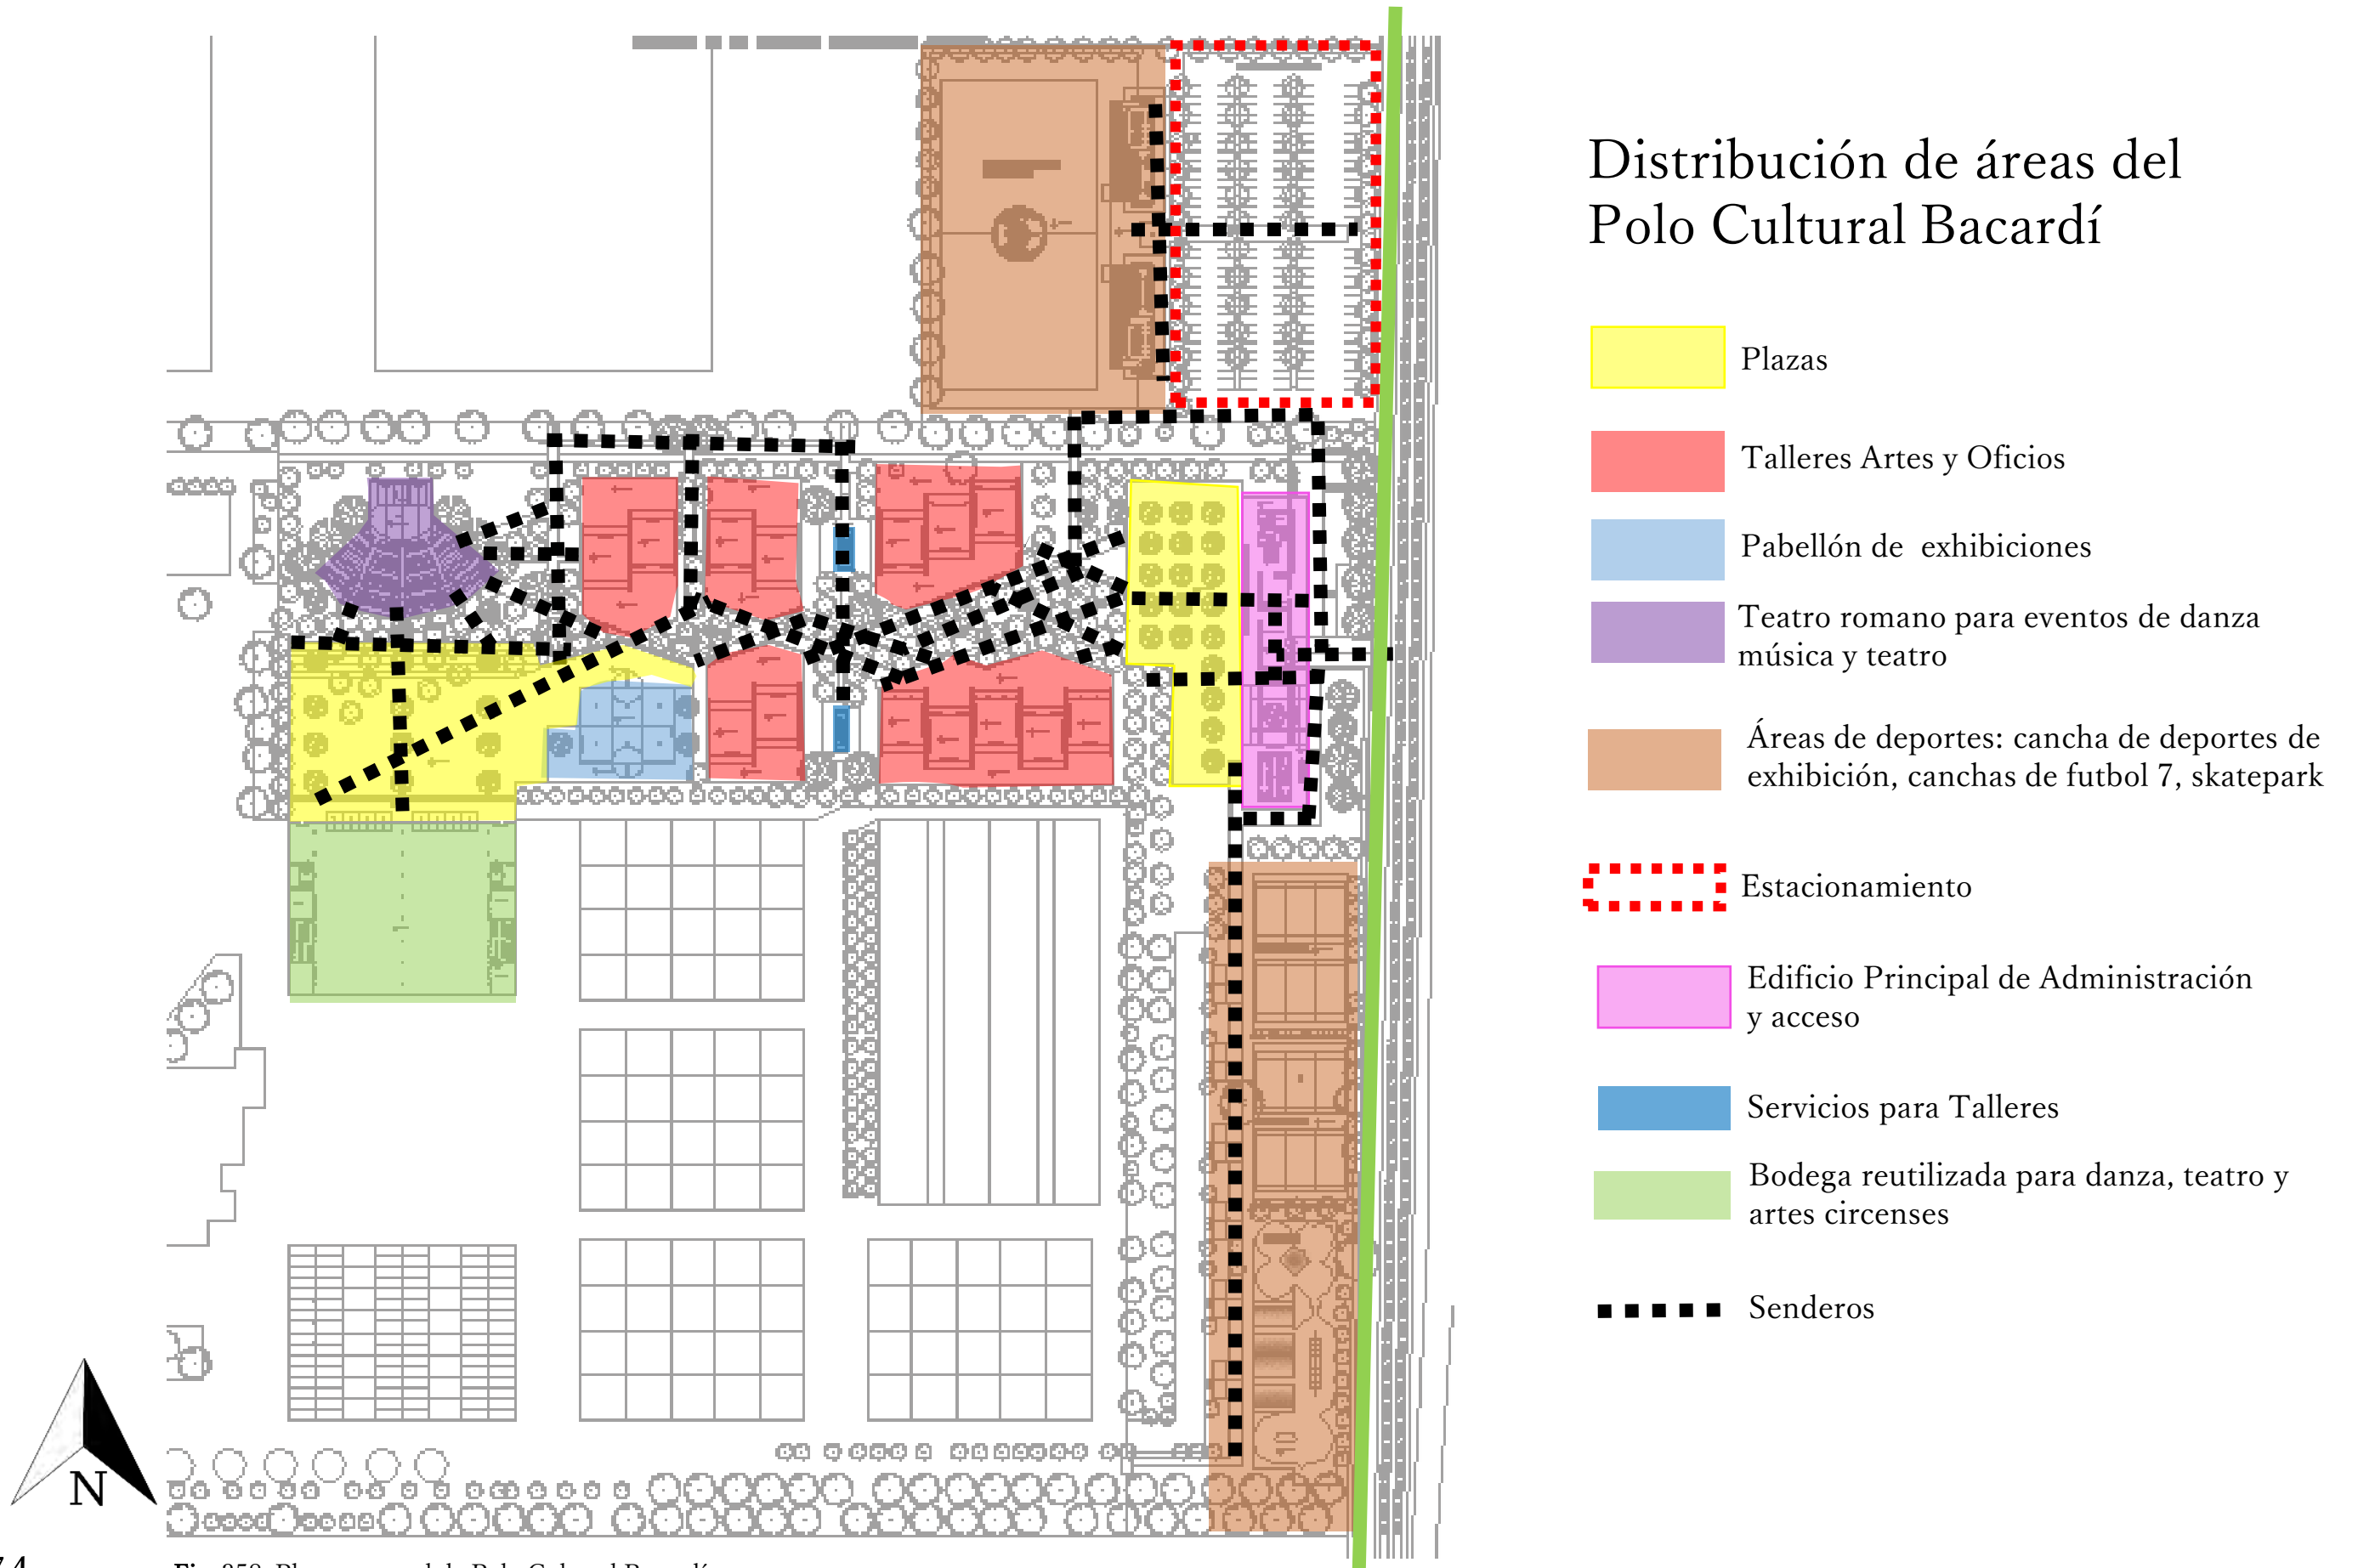 Distribución de áreas del
Polo Cultural Bacardí
Plazas
Talleres Artes y Oficios
Pabellón de exhibiciones
Teatro romano para eventos de danza
música y teatro
Áreas de deportes: cancha de deportes de
exhibición, canchas de futbol 7, skatepark
Estacionamiento
Edificio Principal de Administración
y acceso
Servicios para Talleres
Bodega reutilizada para danza, teatro y
artes circenses
Senderos
N